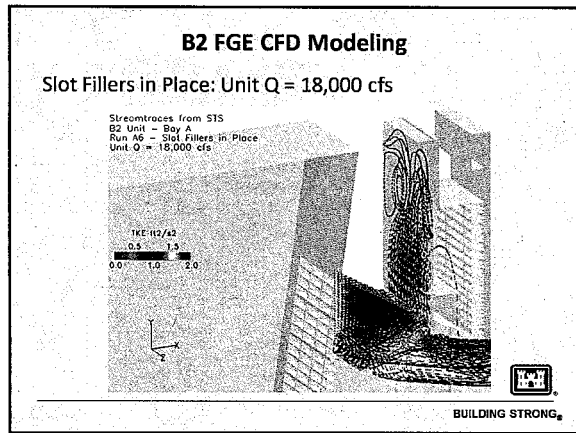 B2 FGE CFD Modeling
Slot Fillers in Place: Unit Q = 18,000 cfs
Streamtraces from STS
B2 Unit – Bay A
Run A6 – Slot Fillers in Place
Unit Q = 18,000 cfs
TKE ft2/s2
0.5 1.5
0.0 1.0 2.0
Y
X
Z
BUILDING STRONG®